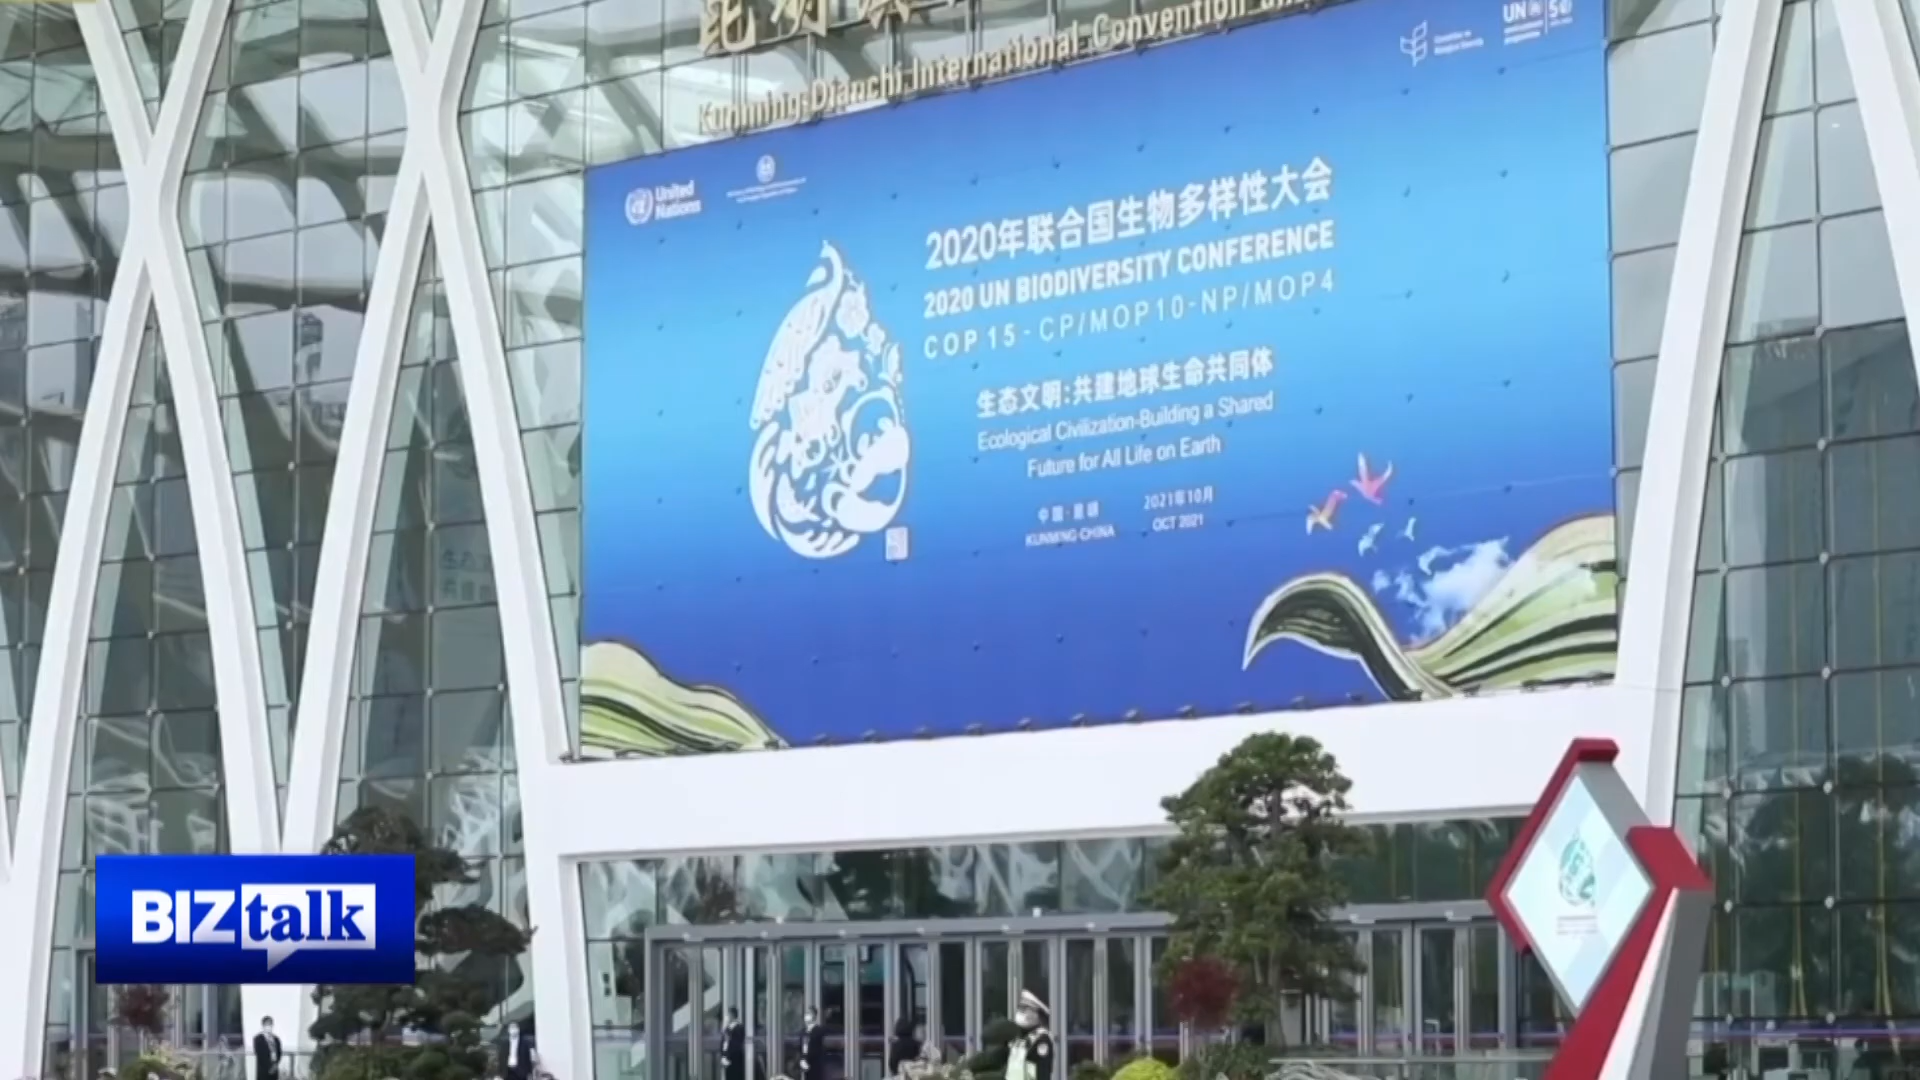 Kunming Dianchi International Convention
UN
50
United
Nations
2020年联合国生物多样性大会
2020 UN BIODIVERSITY CONFERENCE
COP 15 - CP/MOP10-NP/MOP4
生态文明:共建地球生命共同体
Ecological Civilization-Building a Shared
Future for All Life on Earth
中国·昆明 2021年10月
KUNMING·CHINA OCT 2021
BIZtalk